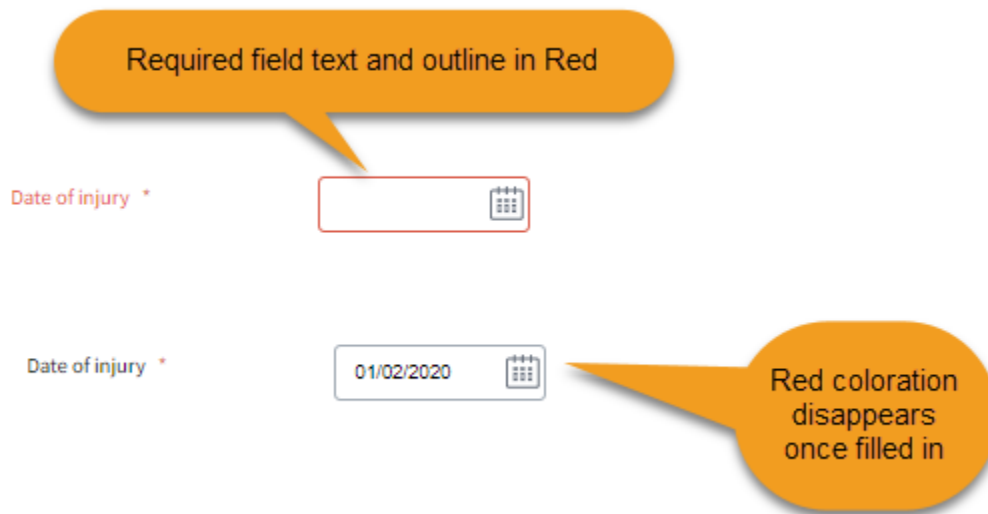 Required field text and outline in Red
Date of injury *
Date of injury *
01/02/2020
Red coloration
disappears
once filled in